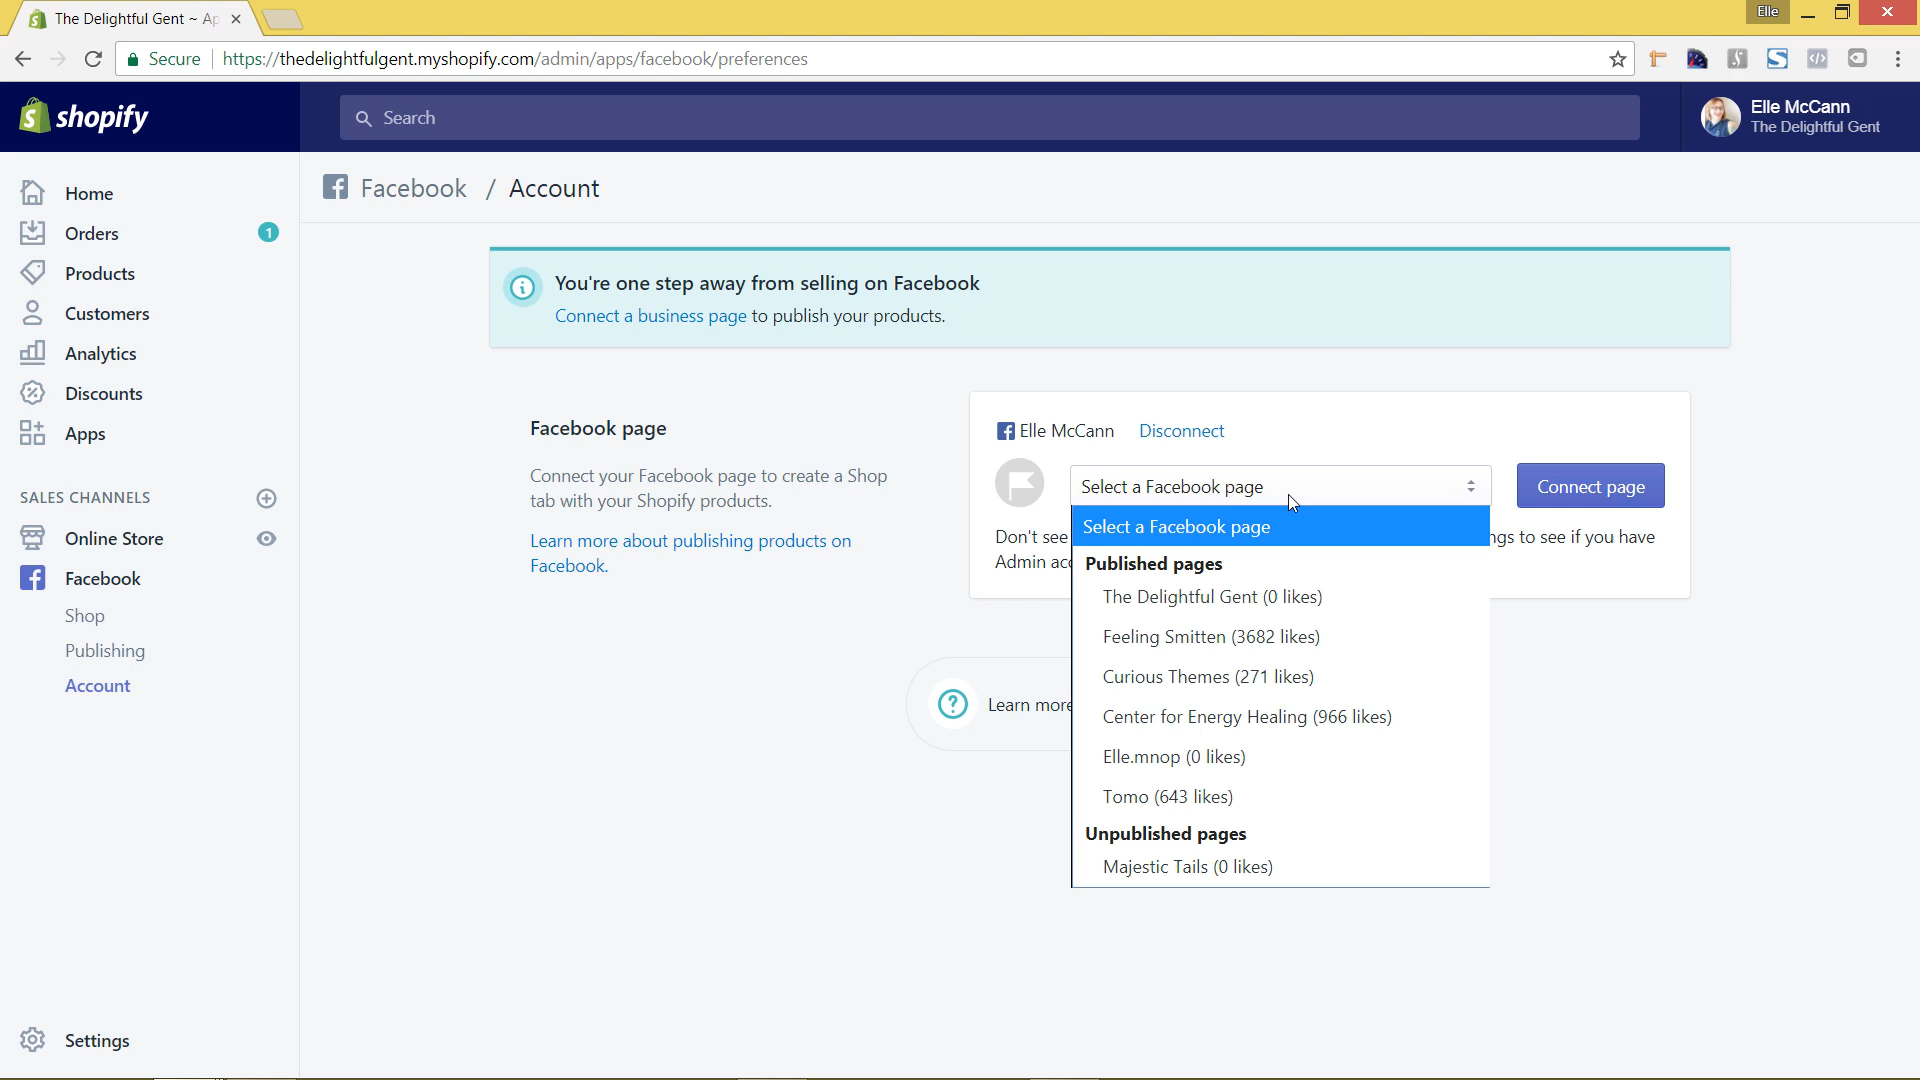 The Delightful Gent ~ Ap
Elle
Secure
https://thedelightfulgent.myshopify.com/admin/apps/facebook/preferences
shopify
Search
Elle McCann
The Delightful Gent
Home
Orders
1
Products
Customers
Analytics
Discounts
Apps
SALES CHANNELS
Online Store
Facebook
Shop
Publishing
Account
Settings
Facebook / Account
You're one step away from selling on Facebook
Connect a business page to publish your products.
Facebook page
Connect your Facebook page to create a Shop
tab with your Shopify products.
Learn more about publishing products on
Facebook.
Elle McCann Disconnect
Select a Facebook page
Connect page
Don't see
ngs to see if you have
Admin acc
Select a Facebook page
Published pages
The Delightful Gent (0 likes)
Feeling Smitten (3682 likes)
Curious Themes (271 likes)
Center for Energy Healing (966 likes)
Elle.mnop (0 likes)
Tomo (643 likes)
Unpublished pages
Majestic Tails (0 likes)
Learn more